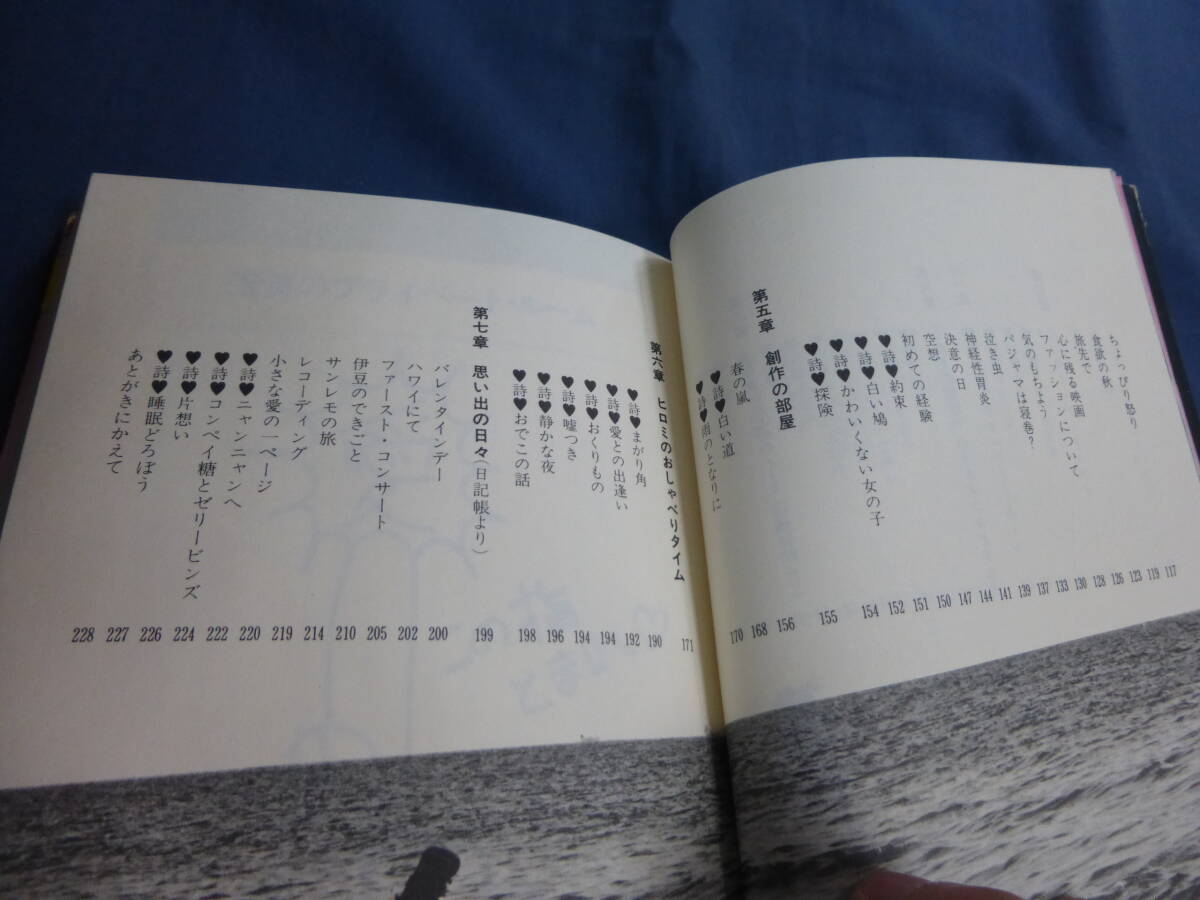 ちょっぴり怒り 117
食欲の秋 119
旅先で 123
心に残る映画 126
ファッションについて 128
気のもちよう 130
パジャマは寝巻? 133
泣き虫 137
神経性胃炎 139
決意の日 141
空想 144
初めての経験 147
♥詩♥約束 150
♥詩♥白い鳩 151
♥詩♥かわいくない女の子 152
♥詩♥探険 154
第五章 創作の部屋 155
春の嵐 156
♥詩♥白い道 168
♥詩♥雨のとなりに 170
第六章 ヒロミのおしゃべりタイム 171
♥詩♥まがり角 190
♥詩♥愛との出逢い 192
♥詩♥おくりもの 194
♥詩♥嘘つき 194
♥詩♥静かな夜 196
♥詩♥おでこの話 198
第七章 思い出の日々(日記帳より) 199
バレンタインデー 200
ハワイにて 202
ファースト・コンサート 205
伊豆のできごと 210
サンレモの旅 214
レコーディング 219
小さな愛の一ページ 220
♥詩♥ニャンニャンへ 222
♥詩♥コンペイ糖とゼリービンズ 224
♥詩♥片想い 226
♥詩♥睡眠どろぼう 227
あとがきにかえて 228